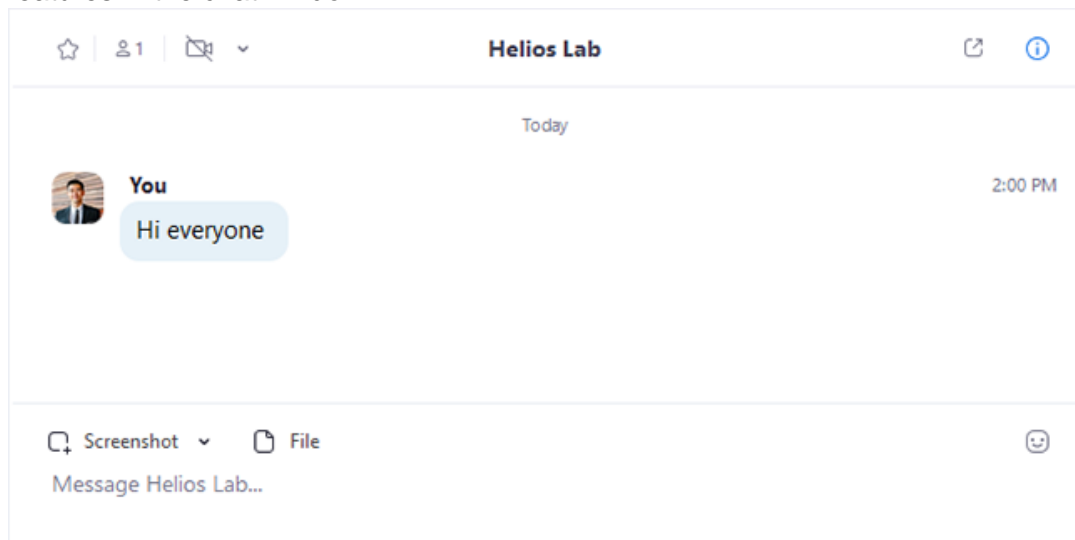 1
Helios Lab
Today
You
2:00 PM
Hi everyone
Screenshot
File
Message Helios Lab...